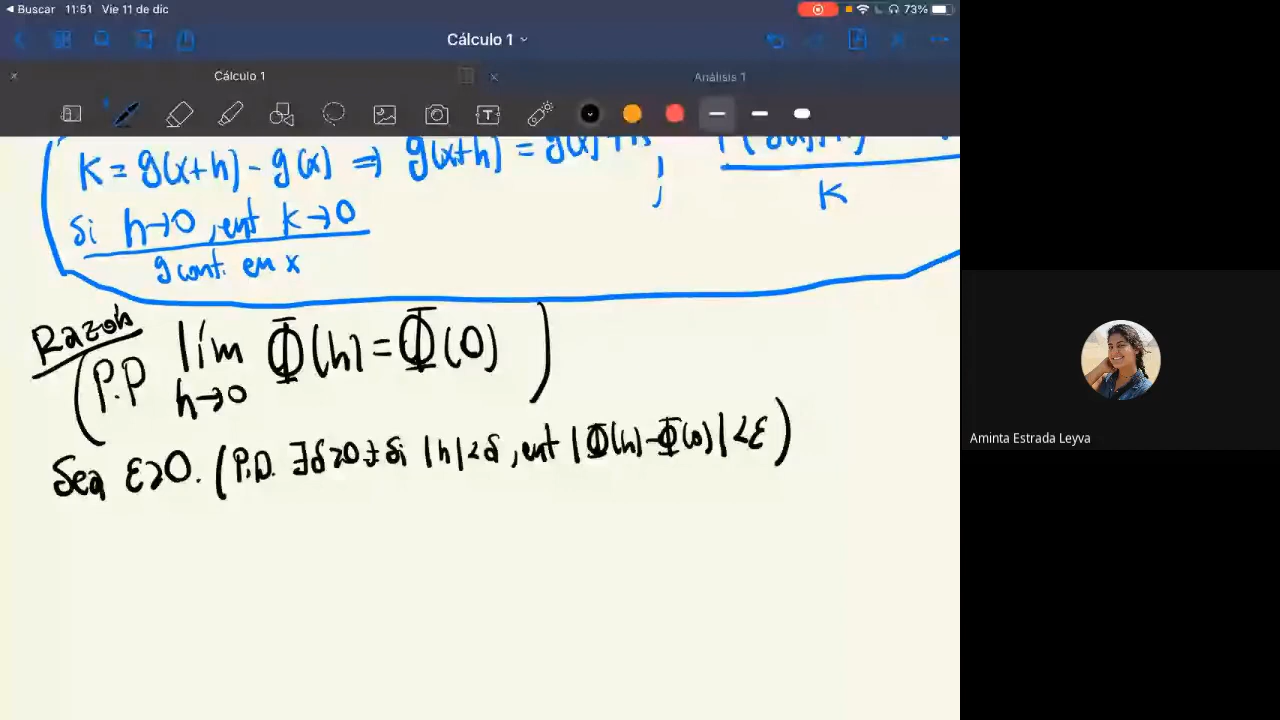 Buscar 11:51 Vie 11 de dic 73%
Cálculo 1
Cálculo 1 Análisis 1
K = g(x+h) - g(x) ⇒ g(x+h) = g(x)+K ;
K
Si h→0, ent K→0
g cont. en x
Razón
(P.P lím Φ(h) = Φ(0))
h→0
Sea ε>0. (P.D. ∃δ>0 ∋ si |h|<δ, ent |Φ(h)-Φ(0)|<ε)
Aminta Estrada Leyva